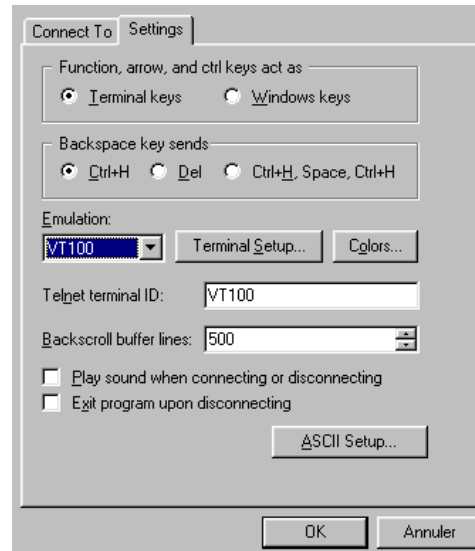 Connect To Settings
Function, arrow, and ctrl keys act as
Terminal keys Windows keys
Backspace key sends
Ctrl+H Del Ctrl+H, Space, Ctrl+H
Emulation:
VT100 Terminal Setup... Colors...
Telnet terminal ID: VT100
Backscroll buffer lines: 500
Play sound when connecting or disconnecting
Exit program upon disconnecting
ASCII Setup...
OK Annuler